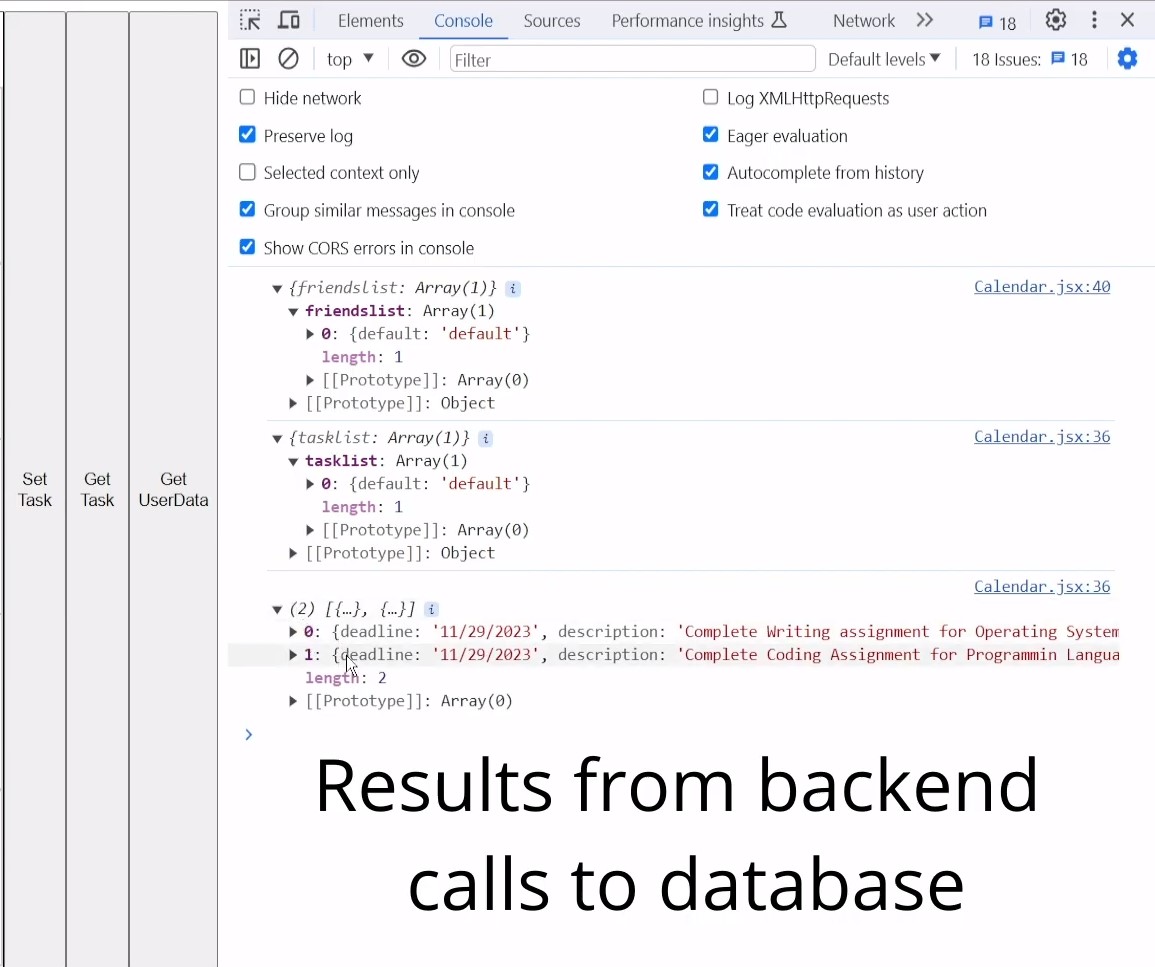 Elements Console Sources Performance insights Network 18
top Filter Default levels 18 Issues: 18
Hide network Log XMLHttpRequests
Preserve log Eager evaluation
Selected context only Autocomplete from history
Group similar messages in console Treat code evaluation as user action
Show CORS errors in console
{friendslist: Array(1)} i Calendar.jsx:40
friendslist: Array(1)
0: {default: 'default'}
length: 1
[[Prototype]]: Array(0)
[[Prototype]]: Object
{tasklist: Array(1)} i Calendar.jsx:36
tasklist: Array(1)
0: {default: 'default'}
length: 1
[[Prototype]]: Array(0)
[[Prototype]]: Object
Calendar.jsx:36
(2) [{…}, {…}] i
0: {deadline: '11/29/2023', description: 'Complete Writing assignment for Operating System
1: {deadline: '11/29/2023', description: 'Complete Coding Assignment for Programmin Langua
length: 2
[[Prototype]]: Array(0)
Set
Task
Get
Task
Get
UserData
Results from backend
calls to database